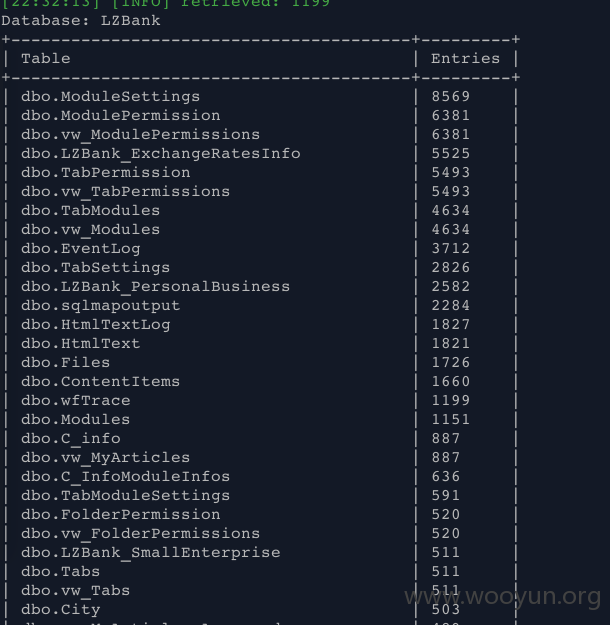 [22:32:13] [INFO] retrieved: 1199
Database: LZBank
+----------------------------------------+---------+
| Table | Entries |
+----------------------------------------+---------+
| dbo.ModuleSettings | 8569 |
| dbo.ModulePermission | 6381 |
| dbo.vw_ModulePermissions | 6381 |
| dbo.LZBank_ExchangeRatesInfo | 5525 |
| dbo.TabPermission | 5493 |
| dbo.vw_TabPermissions | 5493 |
| dbo.TabModules | 4634 |
| dbo.vw_Modules | 4634 |
| dbo.EventLog | 3712 |
| dbo.TabSettings | 2826 |
| dbo.LZBank_PersonalBusiness | 2582 |
| dbo.sqlmapoutput | 2284 |
| dbo.HtmlTextLog | 1827 |
| dbo.HtmlText | 1821 |
| dbo.Files | 1726 |
| dbo.ContentItems | 1660 |
| dbo.wfTrace | 1199 |
| dbo.Modules | 1151 |
| dbo.C_info | 887 |
| dbo.vw_MyArticles | 887 |
| dbo.C_InfoModuleInfos | 636 |
| dbo.TabModuleSettings | 591 |
| dbo.FolderPermission | 520 |
| dbo.vw_FolderPermissions | 520 |
| dbo.LZBank_SmallEnterprise | 511 |
| dbo.Tabs | 511 |
| dbo.vw_Tabs | 511 |
| dbo.City | 503 |
www.wooyun.org